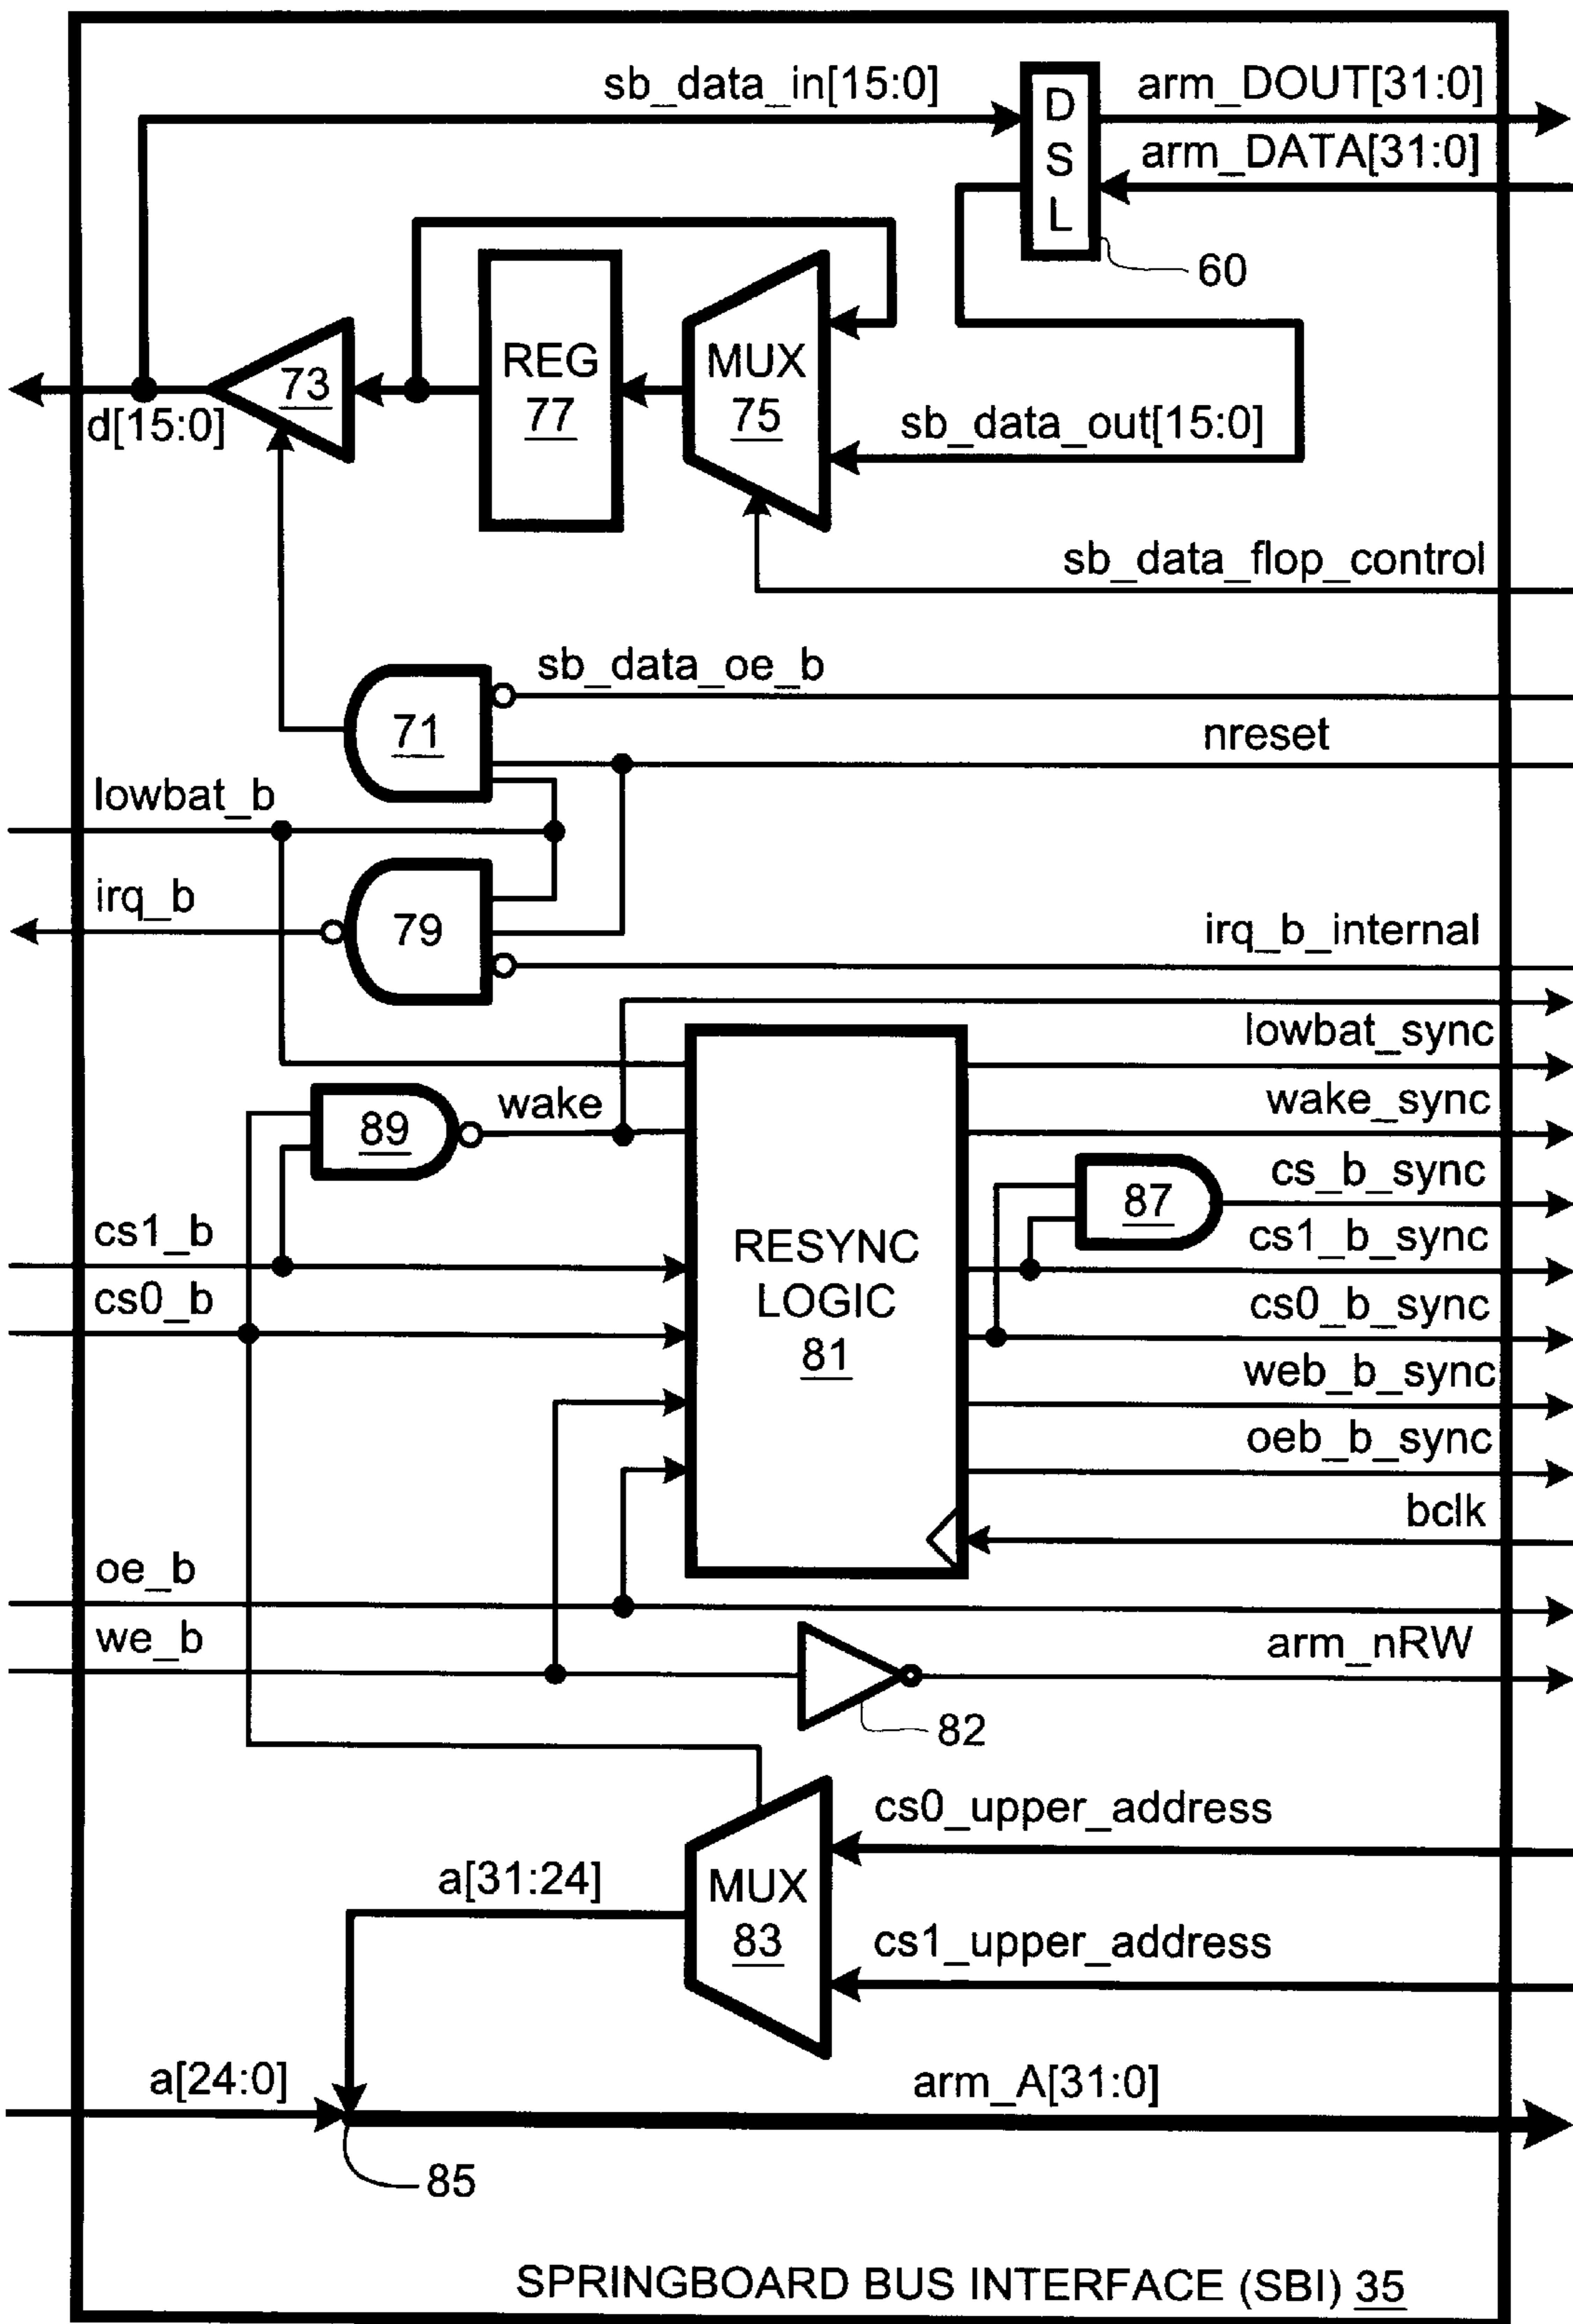 sb_data_in[15:0]
D
S
L
arm_DOUT[31:0]
arm_DATA[31:0]
60
REG
77
MUX
75
73
d[15:0]
sb_data_out[15:0]
sb_data_flop_control
sb_data_oe_b
71
nreset
lowbat_b
irq_b
79
irq_b_internal
lowbat_sync
wake
89
wake_sync
cs_b_sync
87
cs1_b
cs1_b_sync
RESYNC
LOGIC
81
cs0_b
cs0_b_sync
web_b_sync
oeb_b_sync
bclk
oe_b
we_b
arm_nRW
82
cs0_upper_address
a[31:24]
MUX
83
cs1_upper_address
a[24:0]
arm_A[31:0]
85
SPRINGBOARD BUS INTERFACE (SBI) 35